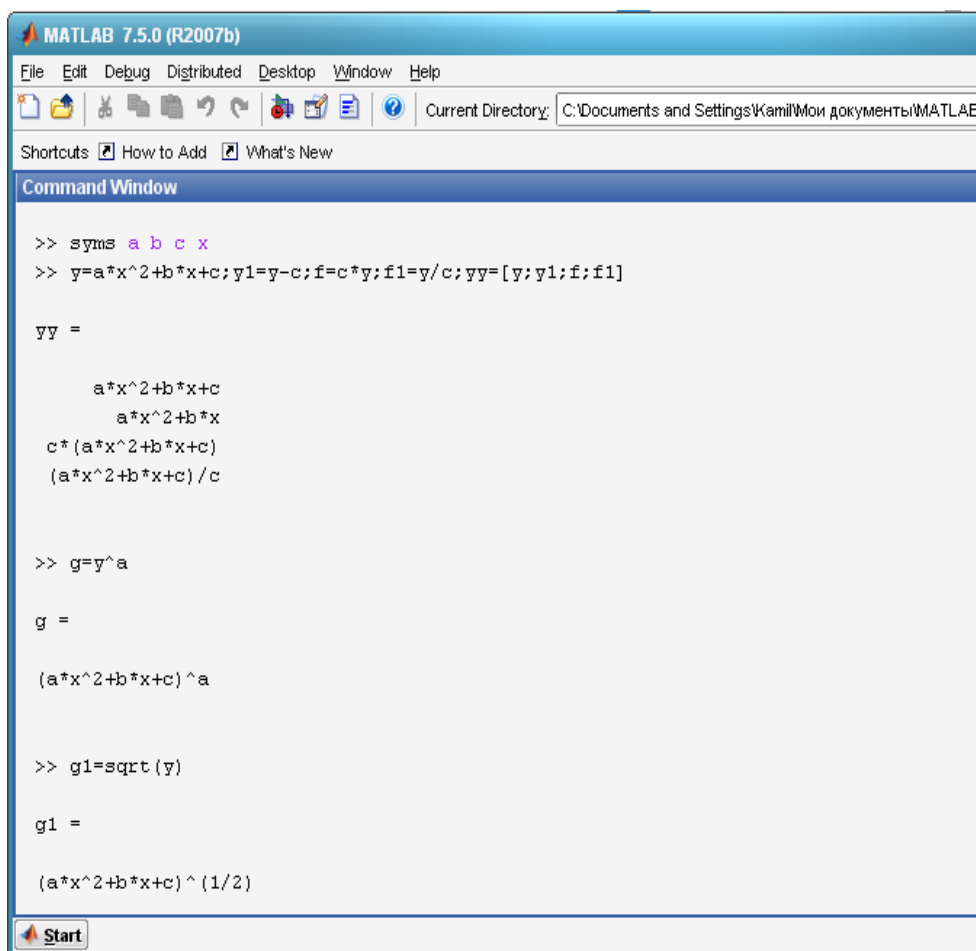 MATLAB 7.5.0 (R2007b)
File Edit Debug Distributed Desktop Window Help
Current Directory: C:\Documents and Settings\Kamil\Мои документы\MATLAB
Shortcuts How to Add What's New
Command Window
>> syms a b c x
>> y=a*x^2+b*x+c;y1=y-c;f=c*y;f1=y/c;yy=[y;y1;f;f1]
yy =
a*x^2+b*x+c
a*x^2+b*x
c*(a*x^2+b*x+c)
(a*x^2+b*x+c)/c
>> g=y^a
g =
(a*x^2+b*x+c)^a
>> g1=sqrt(y)
g1 =
(a*x^2+b*x+c)^(1/2)
Start